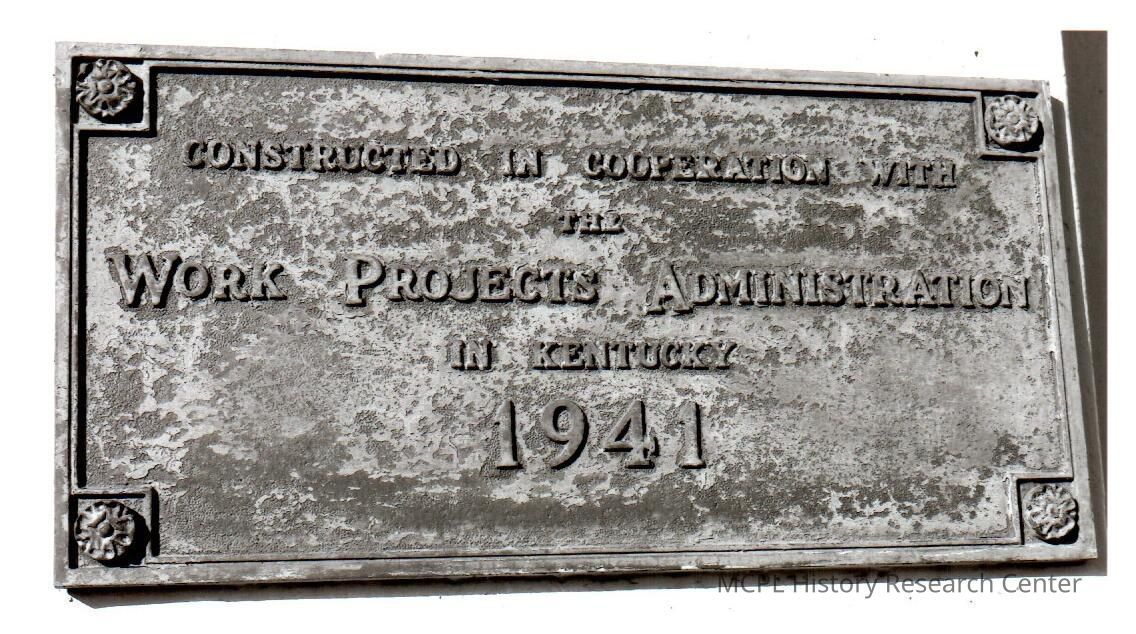 CONSTRUCTED IN COOPERATION WITH
THE
WORK PROJECTS ADMINISTRATION
IN KENTUCKY
1941
MCPL History Research Center